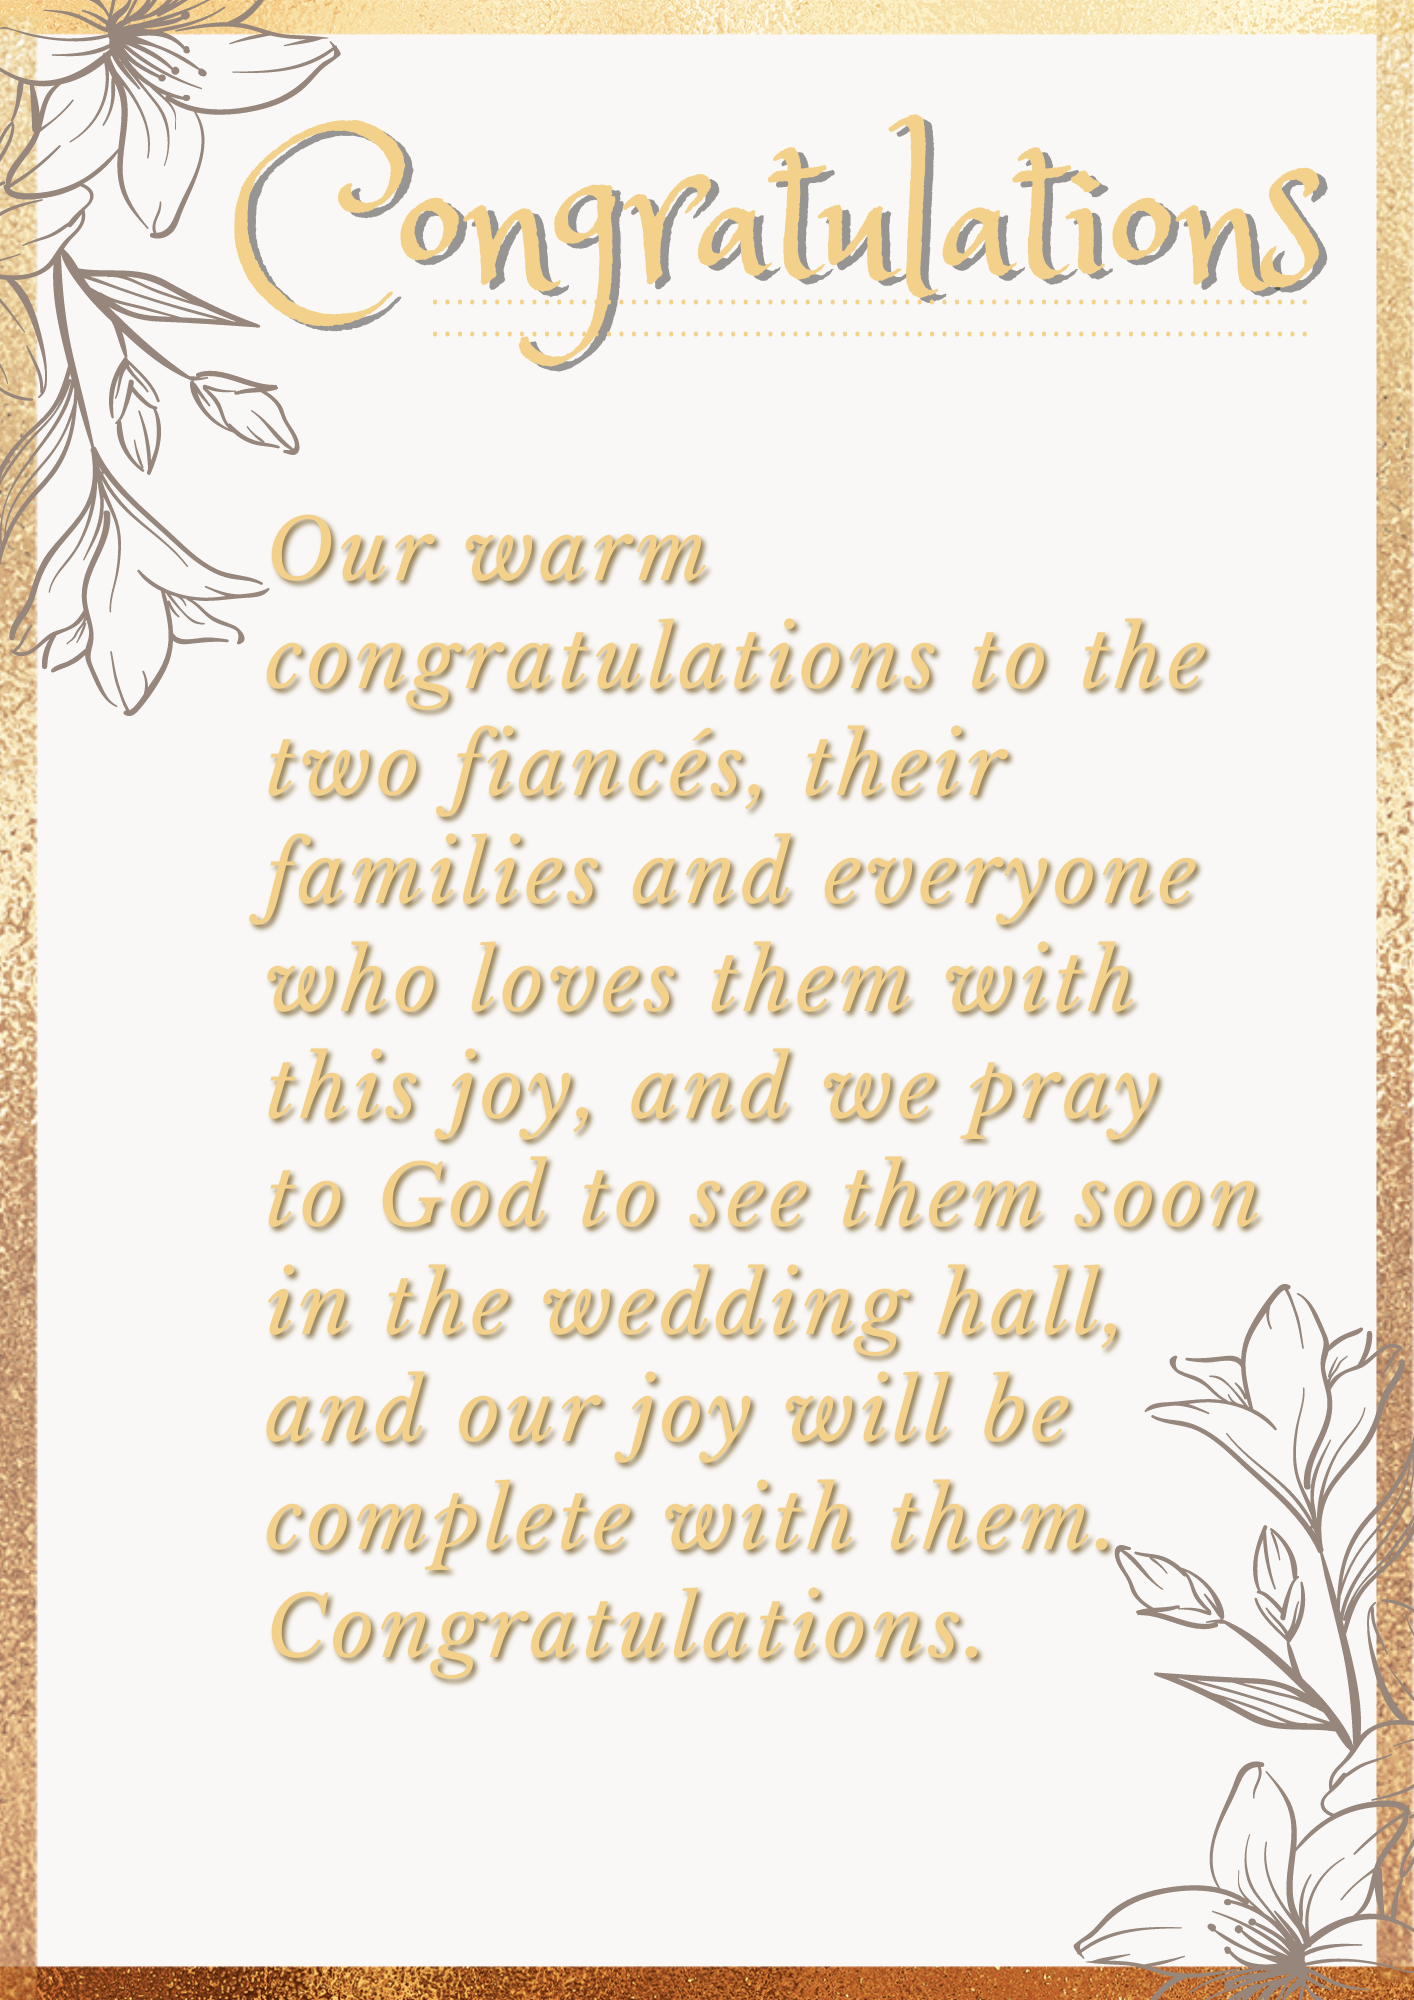 Congratulations
Our warm
congratulations to the
two fiancés, their
families and everyone
who loves them with
this joy, and we pray
to God to see them soon
in the wedding hall,
and our joy will be
complete with them.
Congratulations.